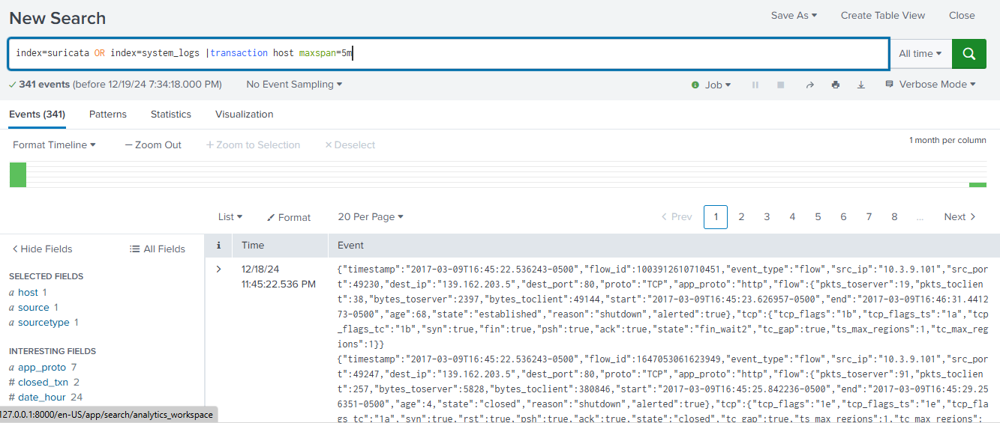 New Search
Save As
Create Table View
Close
index=suricata OR index=system_logs |transaction host maxspan=5m
All time
341 events (before 12/19/24 7:34:18.000 PM)
No Event Sampling
Job
Verbose Mode
Events (341)
Patterns
Statistics
Visualization
Format Timeline
Zoom Out
Zoom to Selection
Deselect
1 month per column
List
Format
20 Per Page
Prev 1 2 3 4 5 6 7 8 ... Next
Hide Fields
All Fields
i Time Event
SELECTED FIELDS
a host 1
a source 1
a sourcetype 1
INTERESTING FIELDS
a app_proto 7
# closed_txn 2
# date_hour 24
127.0.0.1:8000/en-US/app/search/analytics_workspace
12/18/24
11:45:22.536 PM
{"timestamp":"2017-03-09T16:45:22.536243-0500","flow_id":1003912610710451,"event_type":"flow","src_ip":"10.3.9.101","src_por
t":49230,"dest_ip":"139.162.203.5","dest_port":80,"proto":"TCP","app_proto":"http","flow":{"pkts_toserver":19,"pkts_toclien
t":38,"bytes_toserver":2397,"bytes_toclient":49144,"start":"2017-03-09T16:45:23.626957-0500","end":"2017-03-09T16:46:31.4412
73-0500","age":68,"state":"established","reason":"shutdown","alerted":true},"tcp":{"tcp_flags":"1b","tcp_flags_ts":"1a","tcp
_flags_tc":"1b","syn":true,"fin":true,"psh":true,"ack":true,"state":"fin_wait2","tc_gap":true,"ts_max_regions":1,"tc_max_reg
ions":1}}
{"timestamp":"2017-03-09T16:45:22.536243-0500","flow_id":1647053061623949,"event_type":"flow","src_ip":"10.3.9.101","src_por
t":49247,"dest_ip":"139.162.203.5","dest_port":80,"proto":"TCP","app_proto":"http","flow":{"pkts_toserver":91,"pkts_toclien
t":257,"bytes_toserver":5828,"bytes_toclient":380846,"start":"2017-03-09T16:45:25.842236-0500","end":"2017-03-09T16:45:29.25
6351-0500","age":4,"state":"closed","reason":"shutdown","alerted":true},"tcp":{"tcp_flags":"1e","tcp_flags_ts":"1e","tcp_fla
gs_tc":"1a","syn":true,"rst":true,"psh":true,"ack":true,"state":"closed","tc_gap":true,"ts_max_regions":1,"tc_max_regions":